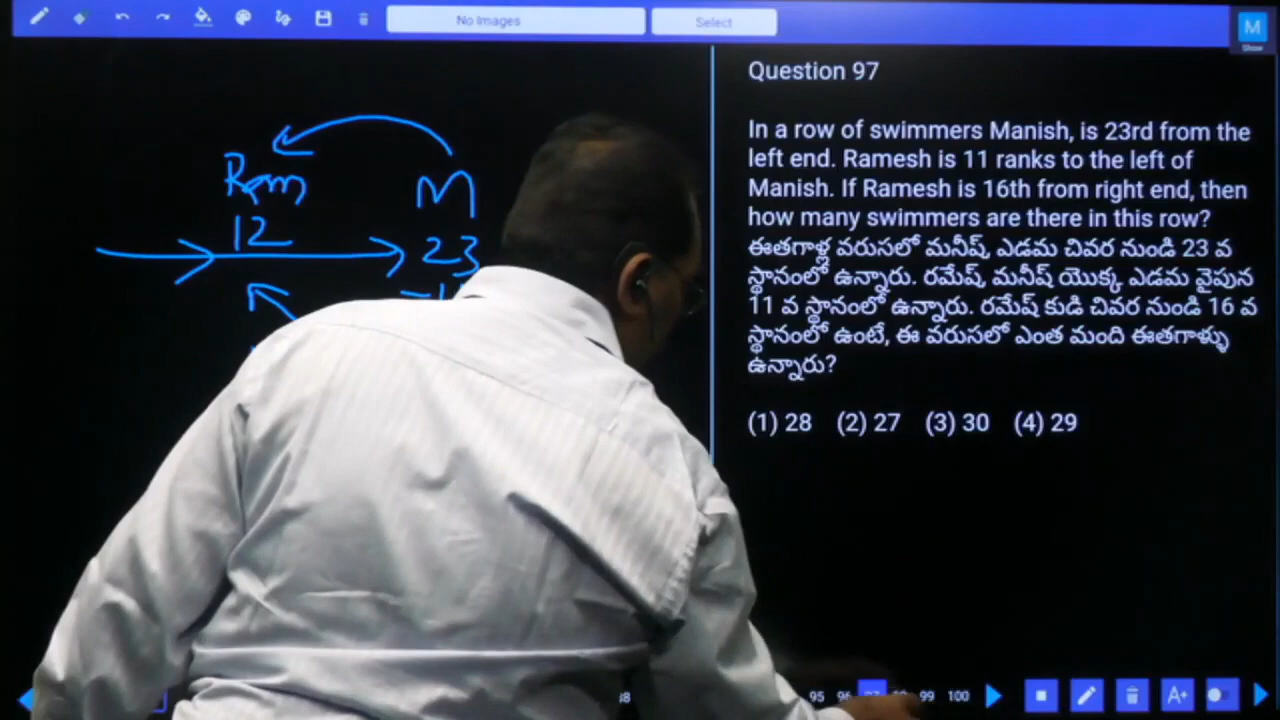 No Images
Select
M
Show
Question 97
In a row of swimmers Manish, is 23rd from the
left end. Ramesh is 11 ranks to the left of
Manish. If Ramesh is 16th from right end, then
how many swimmers are there in this row?
ఈతగాళ్ల వరుసలో మనీష్, ఎడమ చివర నుండి 23 వ
స్థానంలో ఉన్నారు. రమేష్, మనీష్ యొక్క ఎడమ వైపున
11 వ స్థానంలో ఉన్నారు. రమేష్ కుడి చివర నుండి 16 వ
స్థానంలో ఉంటే, ఈ వరుసలో ఎంత మంది ఈతగాళ్ళు
ఉన్నారు?
(1) 28 (2) 27 (3) 30 (4) 29
Ram M
12 23
95 96 97 99 100
A+